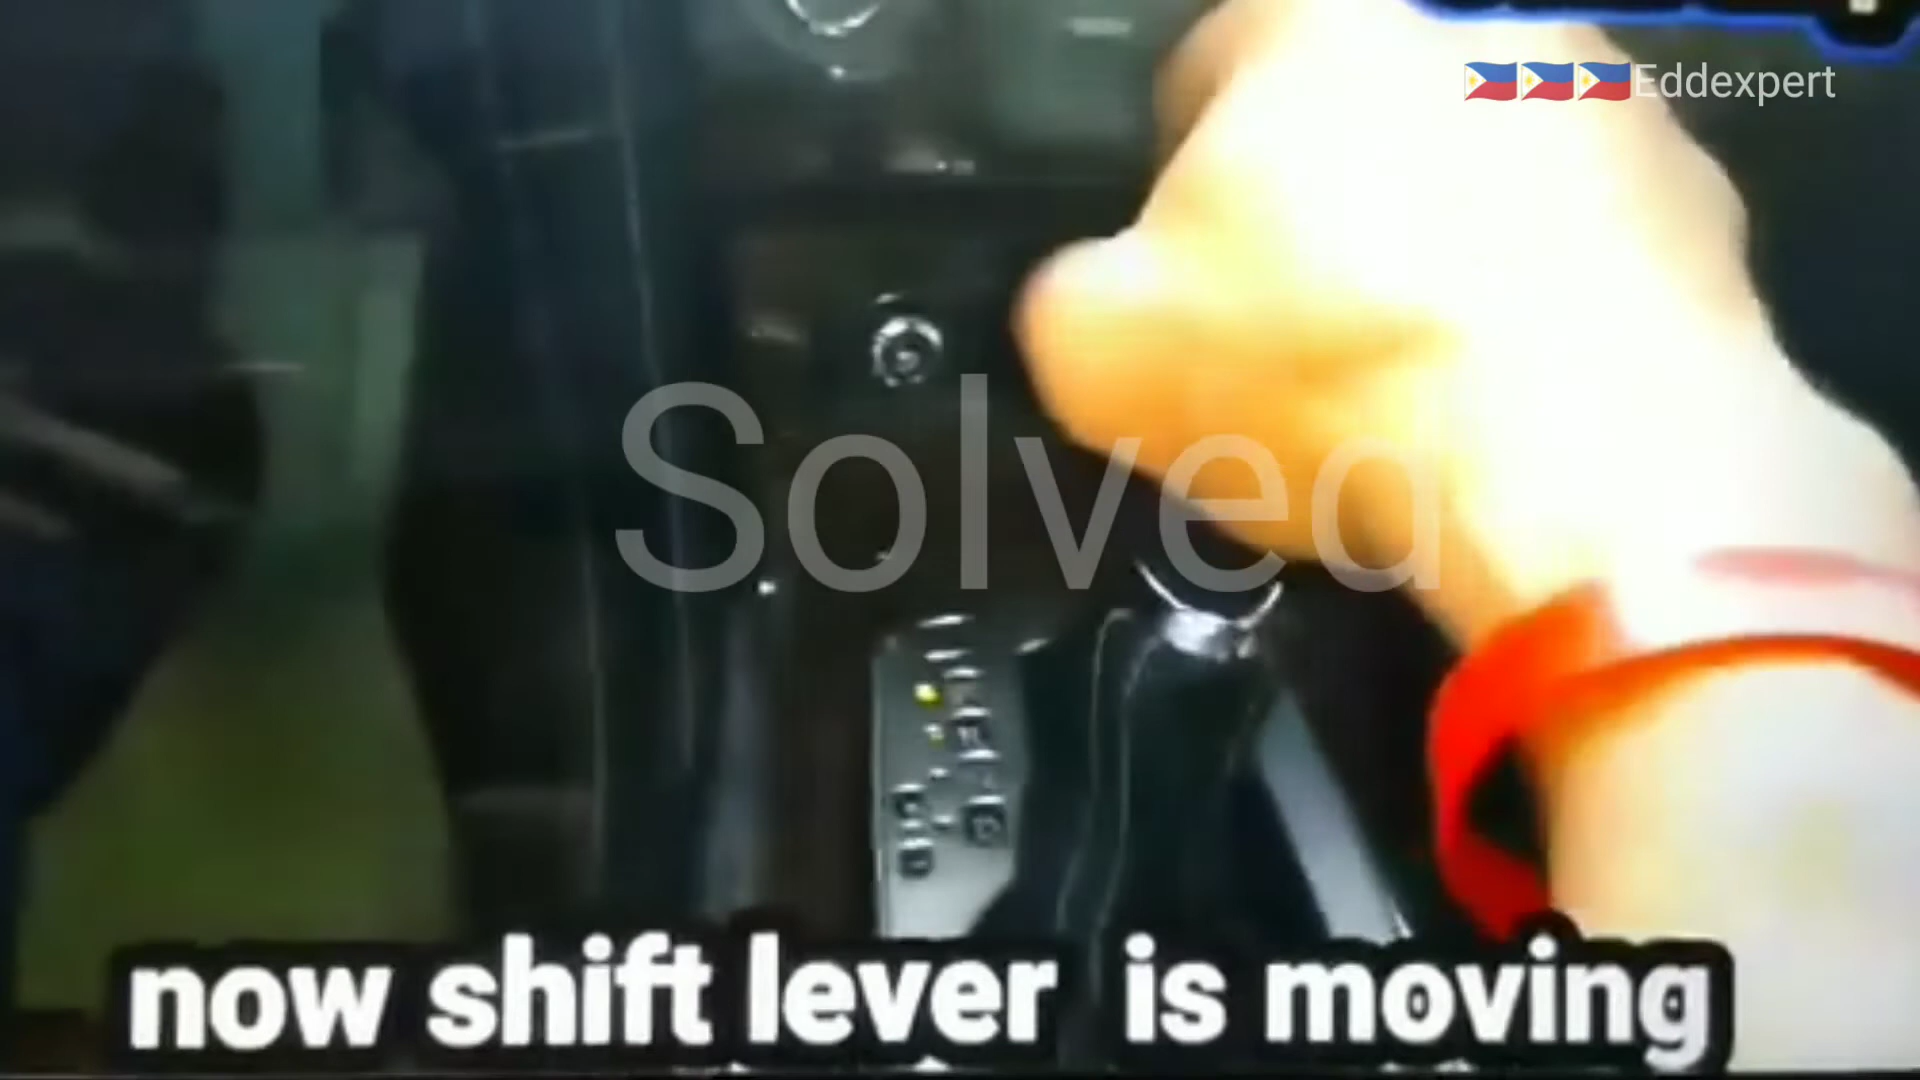 🇵🇭🇵🇭🇵🇭Eddexpert
Solved
now shift lever is moving